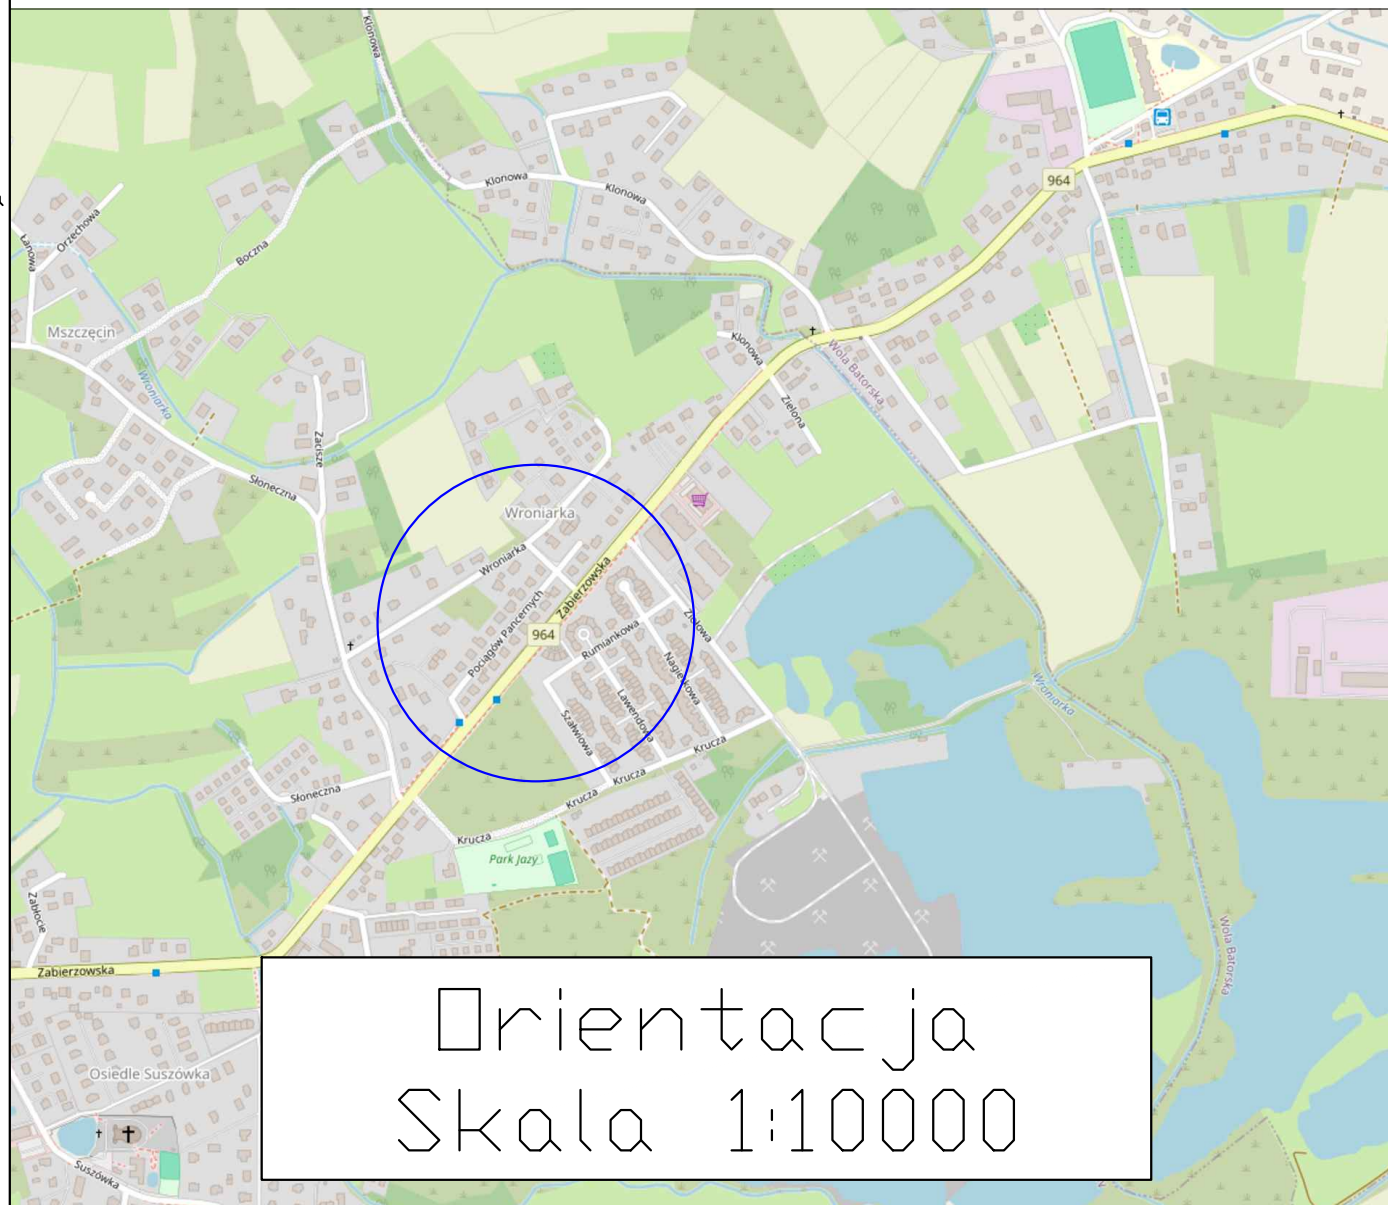 Klonowa
Klonowa
Klonowa
964
Orzechowa
Łanowa
Boczna
Mszczęcin
Wroniarka
Klonowa
Wola Batorska
Zielona
Zacisze
Słoneczna
Wroniarka
Wroniarka
Zabierzowska
Pociągów Pancernych
964
Rumiankowa
Ziołowa
Nagietkowa
Lawendowa
Szałwiowa
Wroniarka
Krucza
Krucza
Krucza
Krucza
Słoneczna
Park Jazy
Zabłocie
Wola Batorska
Zabierzowska
Osiedle Suszówka
Suszówka
Orientacja
Skala 1:10000